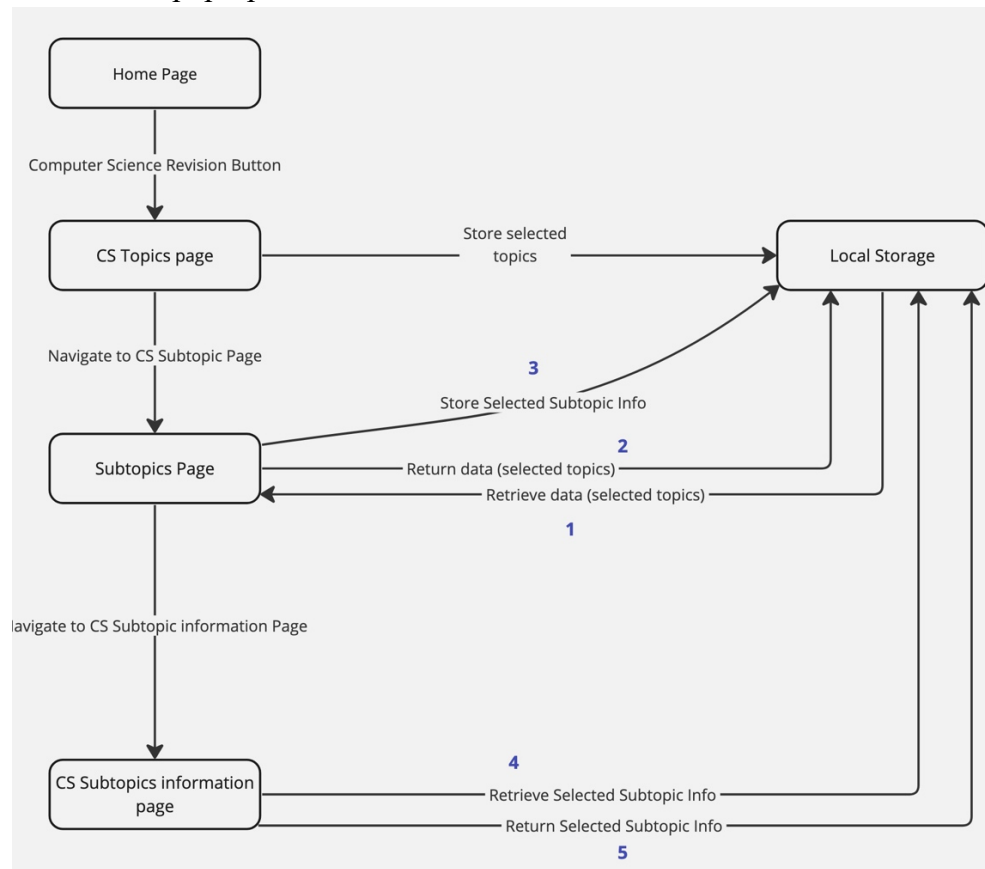 Home Page
Computer Science Revision Button
CS Topics page
Store selected
topics
Local Storage
Navigate to CS Subtopic Page
3
Store Selected Subtopic Info
2
Subtopics Page
Return data (selected topics)
Retrieve data (selected topics)
1
avigate to CS Subtopic information Page
4
CS Subtopics information
page
Retrieve Selected Subtopic Info
Return Selected Subtopic Info
5